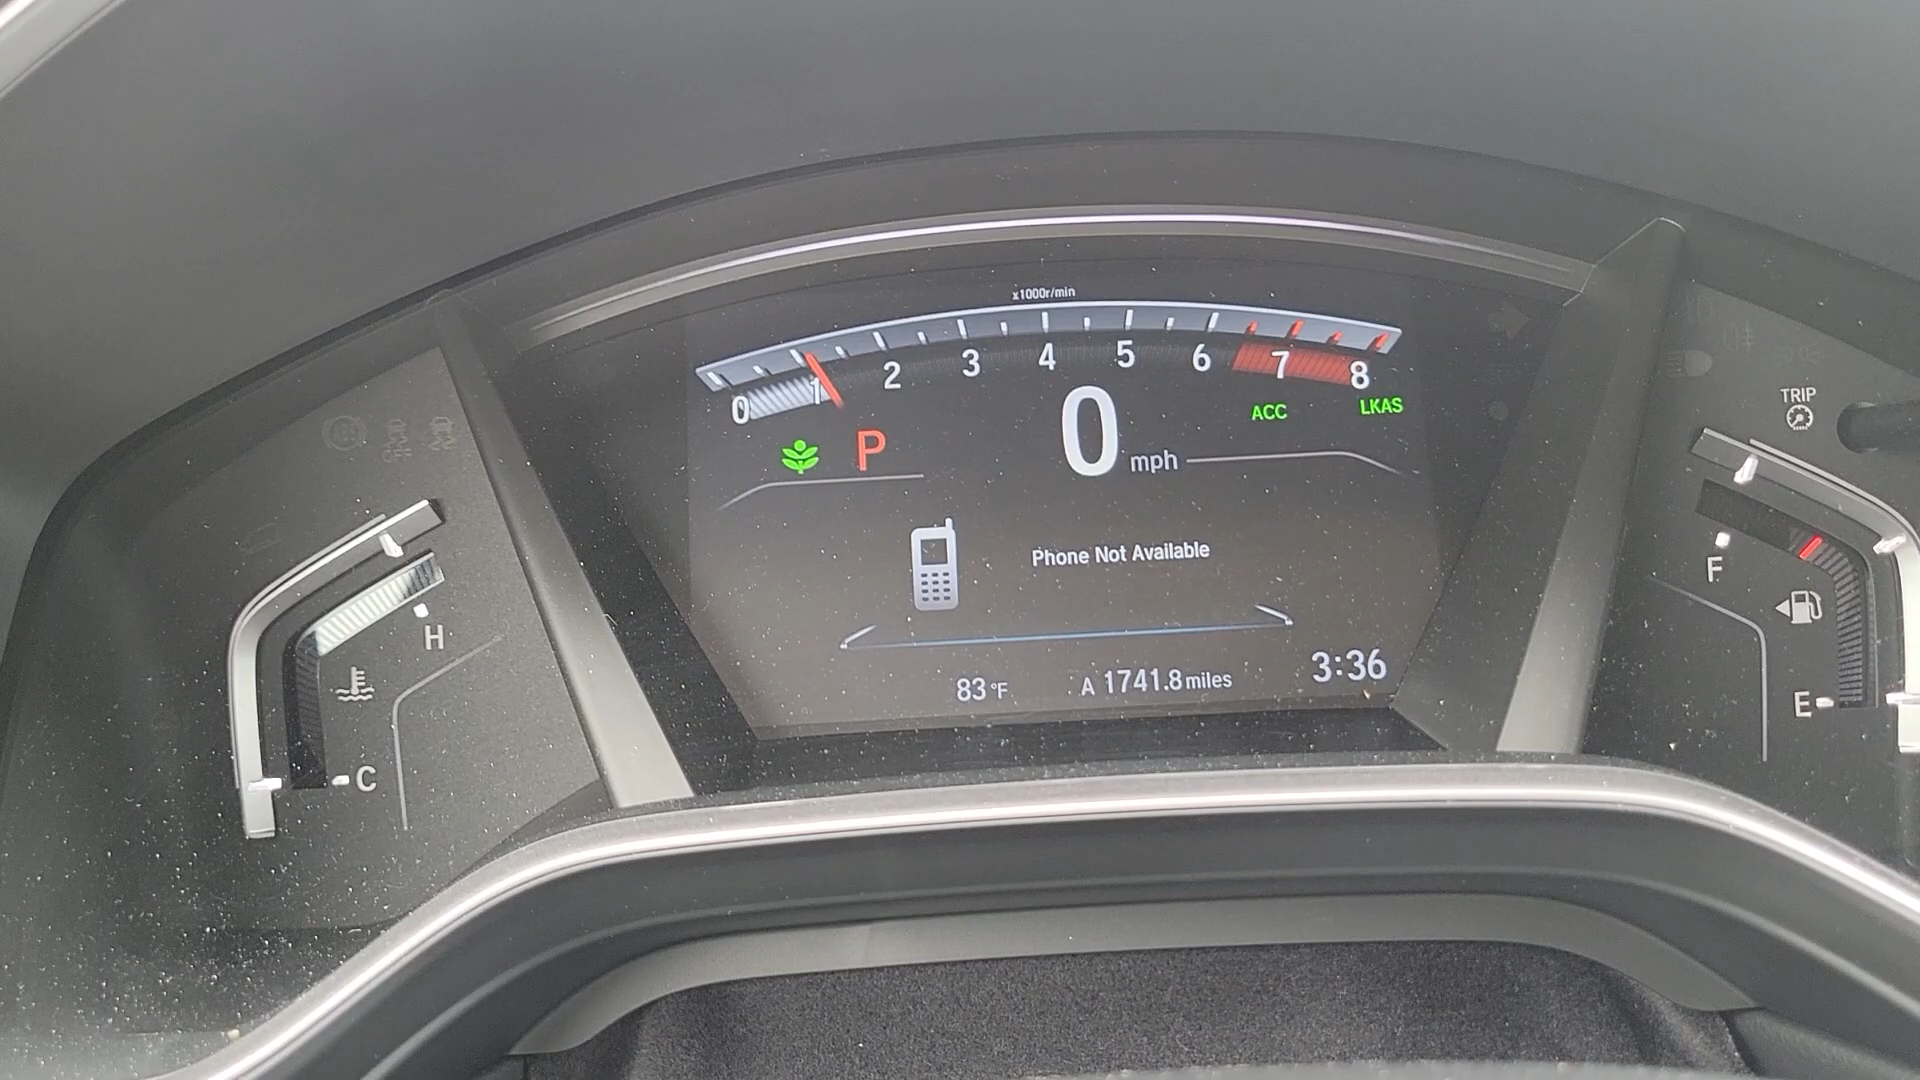 x1000r/min
0 1 2 3 4 5 6 7 8
ACC LKAS
P 0 mph
TRIP
Phone Not Available
H
F
C
E
83°F A 1741.8 miles 3:36